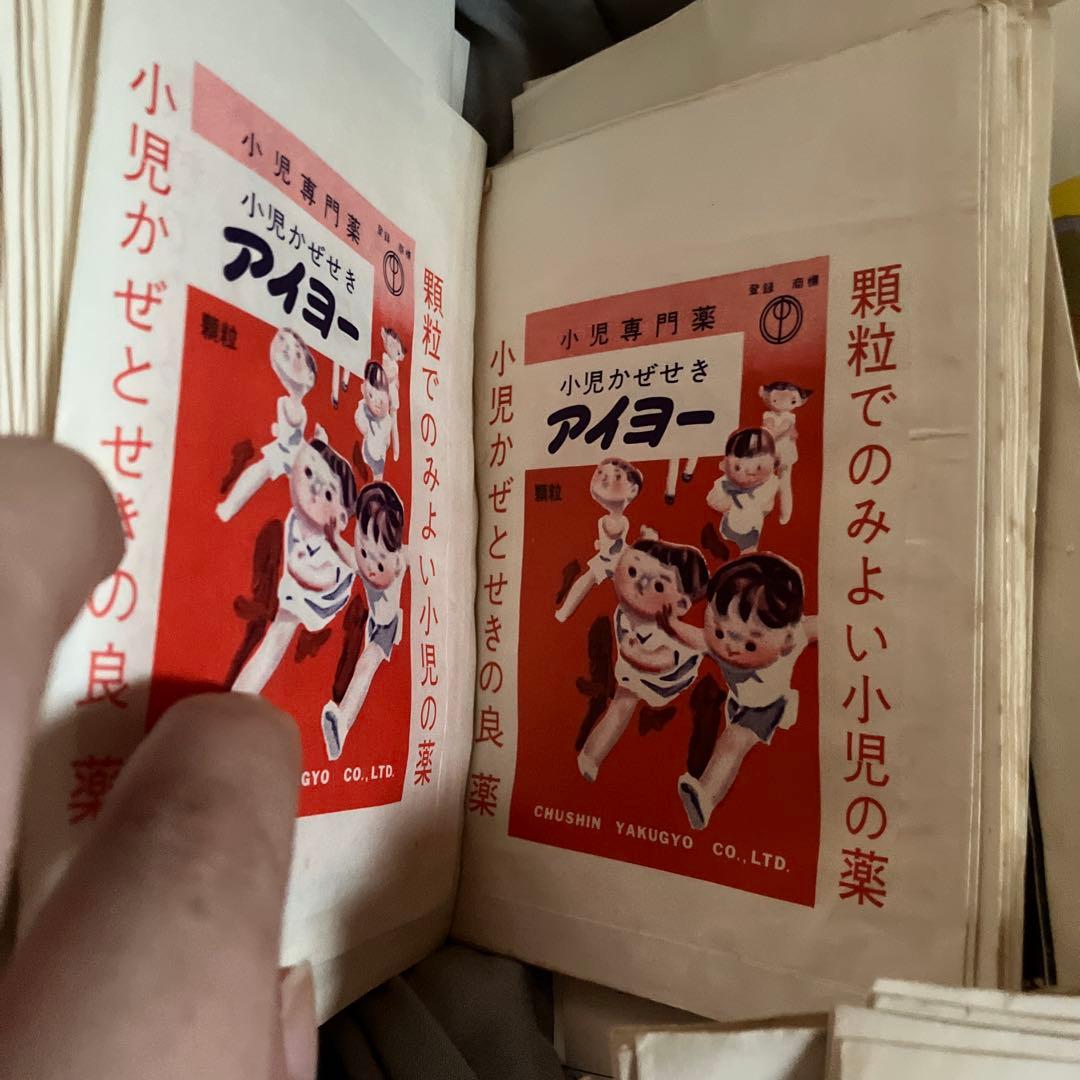 小児かぜとせきの良薬
小児専門薬
登録 商標
小児かぜせき
アイヨー
顆粒
GYO CO.,LTD.
顆粒でのみよい小児の薬
小児かぜとせきの良薬
小児専門薬
登録 商標
小児かぜせき
アイヨー
顆粒
CHUSHIN YAKUGYO CO.,LTD.
顆粒でのみよい小児の薬